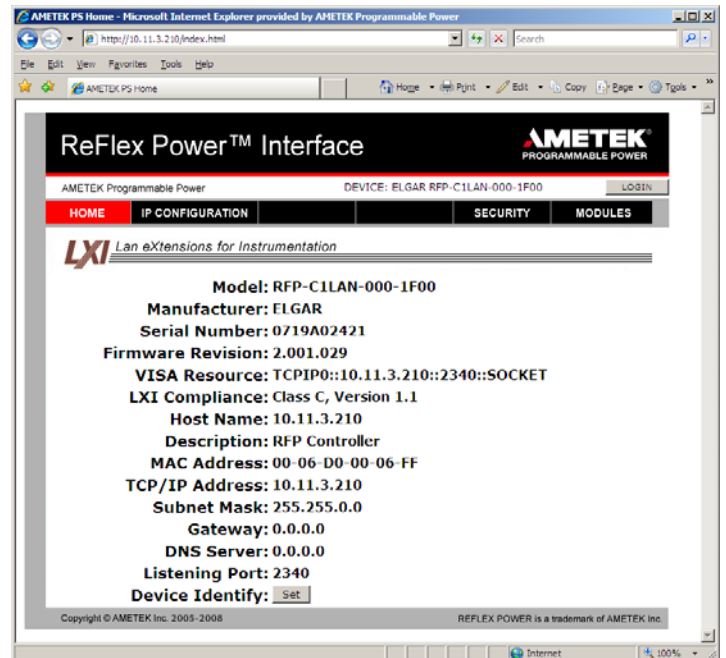 AMETEK PS Home - Microsoft Internet Explorer provided by AMETEK Programmable Power
http://10.11.3.210/index.html
Search
File Edit View Favorites Tools Help
AMETEK PS Home
Home Print Edit Copy Page Tools
ReFlex Power™ Interface
AMETEK®
PROGRAMMABLE POWER
AMETEK Programmable Power DEVICE: ELGAR RFP-C1LAN-000-1F00 LOGIN
HOME IP CONFIGURATION SECURITY MODULES
LXI Lan eXtensions for Instrumentation
Model: RFP-C1LAN-000-1F00
Manufacturer: ELGAR
Serial Number: 0719A02421
Firmware Revision: 2.001.029
VISA Resource: TCPIP0::10.11.3.210::2340::SOCKET
LXI Compliance: Class C, Version 1.1
Host Name: 10.11.3.210
Description: RFP Controller
MAC Address: 00-06-D0-00-06-FF
TCP/IP Address: 10.11.3.210
Subnet Mask: 255.255.0.0
Gateway: 0.0.0.0
DNS Server: 0.0.0.0
Listening Port: 2340
Device Identify: Set
Copyright © AMETEK Inc. 2005-2008 REFLEX POWER is a trademark of AMETEK Inc.
Internet 100%